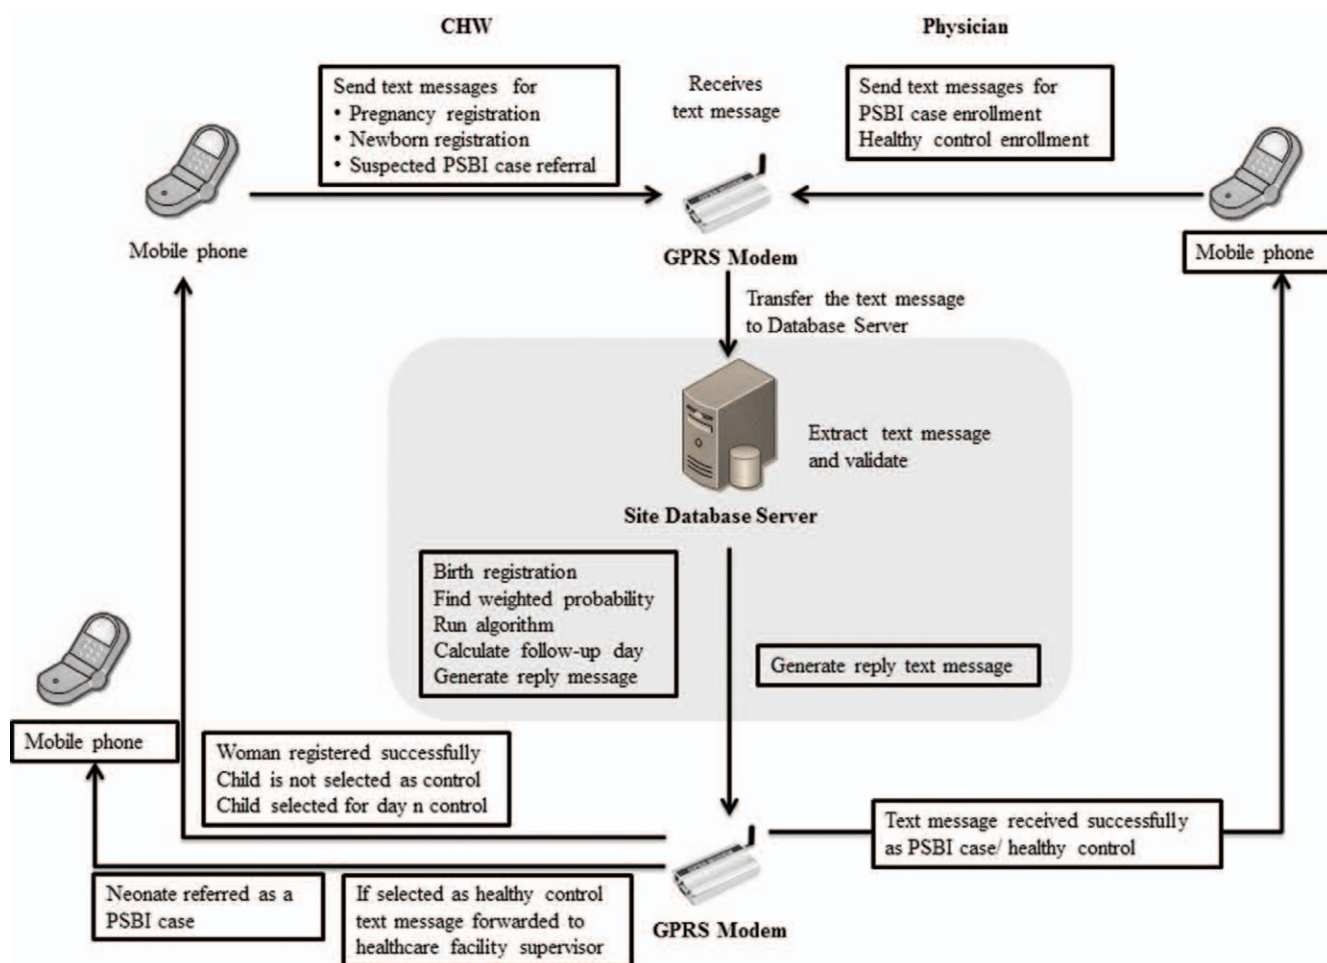 CHW
Physician
Send text messages for
• Pregnancy registration
• Newborn registration
• Suspected PSBI case referral
Receives
text message
Send text messages for
PSBI case enrollment
Healthy control enrollment
Mobile phone
GPRS Modem
Mobile phone
Transfer the text message
to Database Server
Extract text message
and validate
Site Database Server
Birth registration
Find weighted probability
Run algorithm
Calculate follow-up day
Generate reply message
Generate reply text message
Mobile phone
Woman registered successfully
Child is not selected as control
Child selected for day n control
Text message received successfully
as PSBI case/ healthy control
Neonate referred as a
PSBI case
If selected as healthy control
text message forwarded to
healthcare facility supervisor
GPRS Modem